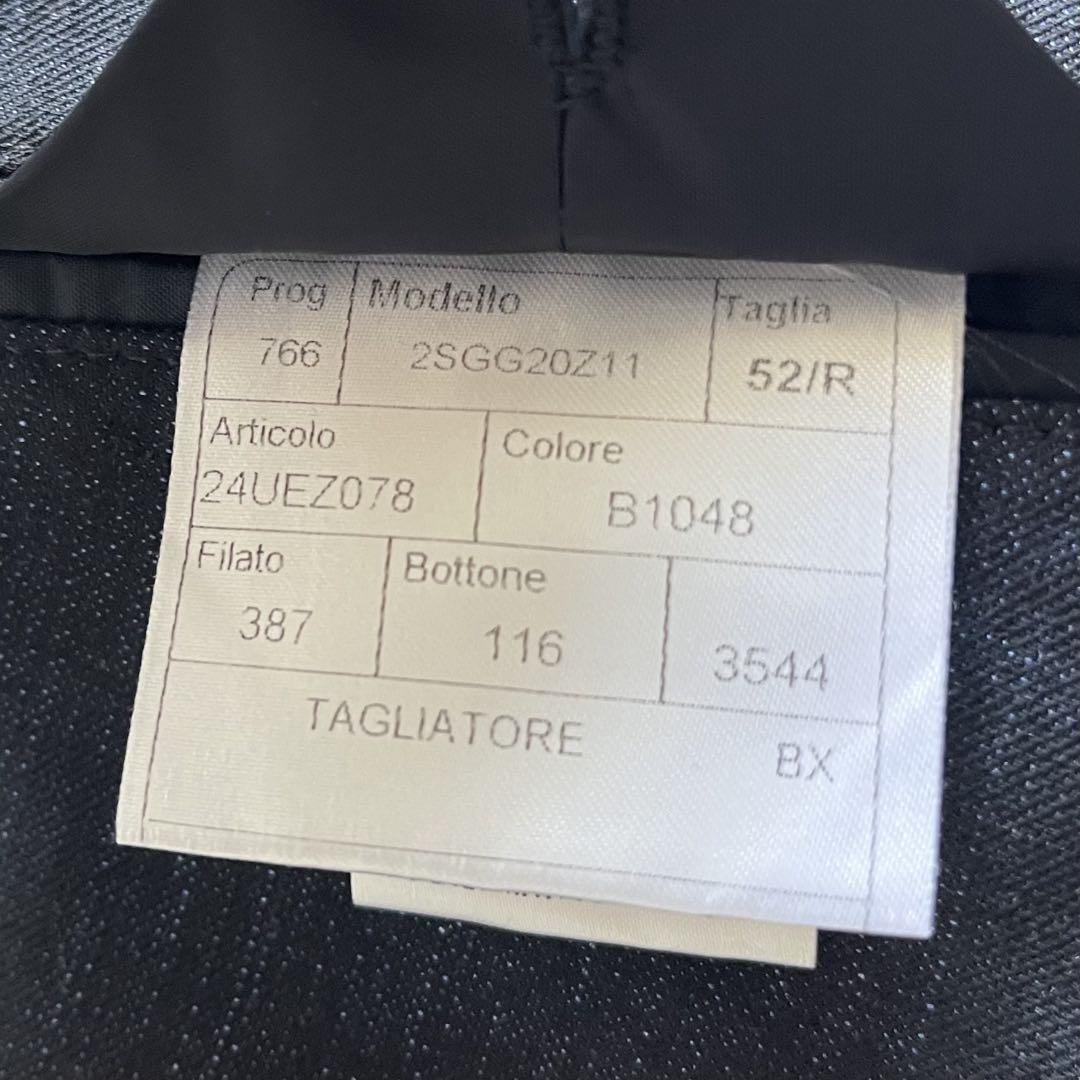 Prog Modello Taglia
766 2SGG20Z11 52/R
Articolo Colore
24UEZ078 B1048
Filato Bottone
387 116 3544
TAGLIATORE
BX